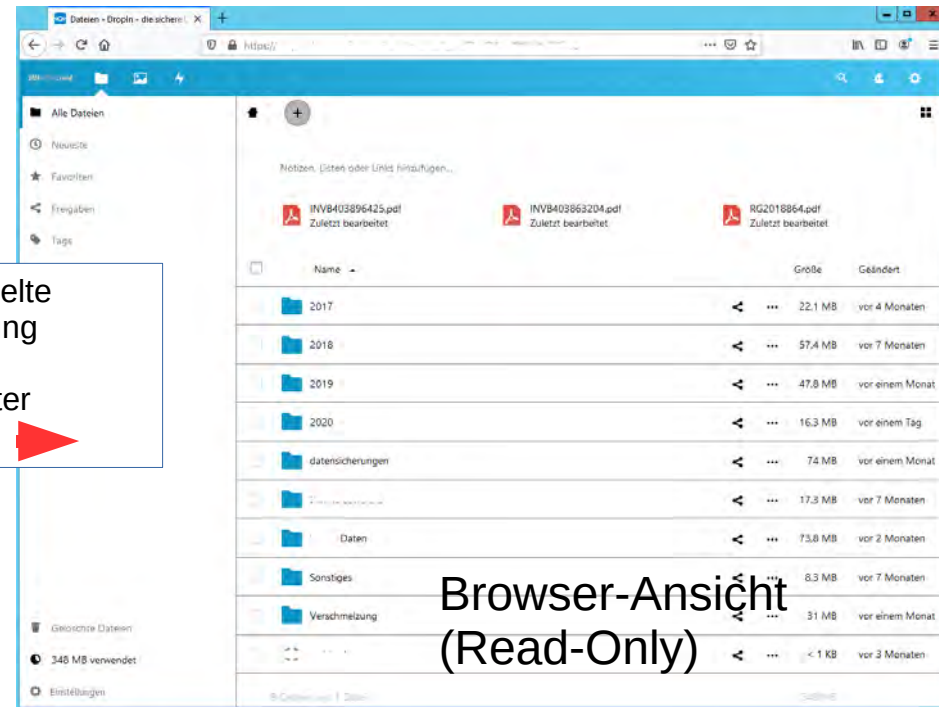 Dateien - DropIn - die sichere
https://
Alle Dateien
Neueste
Favoriten
Freigaben
Tags
Notizen, Listen oder Links hinzufügen...
INVB403896425.pdf
Zuletzt bearbeitet
INVB403863204.pdf
Zuletzt bearbeitet
RG2018864.pdf
Zuletzt bearbeitet
Name Größe Geändert
2017 22.1 MB vor 4 Monaten
2018 57.4 MB vor 7 Monaten
2019 47.8 MB vor einem Monat
2020 16.3 MB vor einem Tag
datensicherungen 74 MB vor einem Monat
17.3 MB vor 7 Monaten
Daten 73,8 MB vor 2 Monaten
Sonstiges 8.3 MB vor 7 Monaten
Verschmelzung 31 MB vor einem Monat
< 1 KB vor 3 Monaten
elte
ung
ter
Browser-Ansicht
(Read-Only)
Gelöschte Dateien
348 MB verwendet
Einstellungen